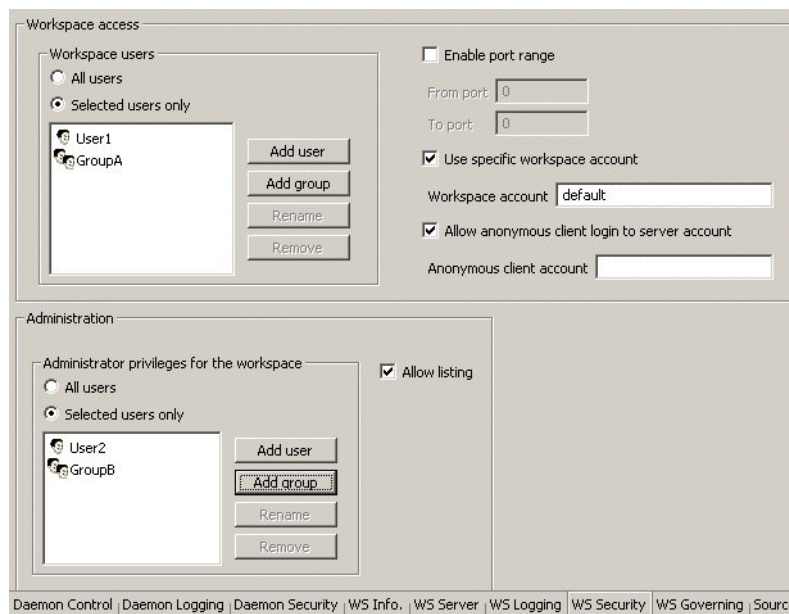 Workspace access
Workspace users
All users
Selected users only
User1
GroupA
Add user
Add group
Rename
Remove
Enable port range
From port 0
To port 0
Use specific workspace account
Workspace account default
Allow anonymous client login to server account
Anonymous client account
Administration
Administrator privileges for the workspace
All users
Selected users only
User2
GroupB
Add user
Add group
Rename
Remove
Allow listing
Daemon Control Daemon Logging Daemon Security WS Info. WS Server WS Logging WS Security WS Governing Sourc